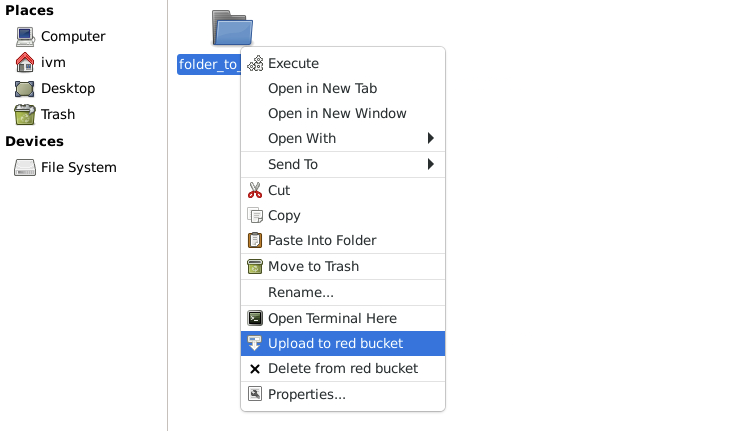 Places
Computer
ivm
Desktop
Trash
Devices
File System
folder_to_
Execute
Open in New Tab
Open in New Window
Open With
Send To
Cut
Copy
Paste Into Folder
Move to Trash
Rename...
Open Terminal Here
Upload to red bucket
Delete from red bucket
Properties...